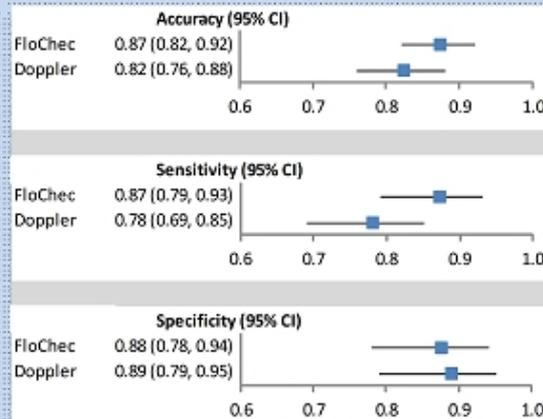 Accuracy (95% CI)
FloChec 0.87 (0.82, 0.92)
Doppler 0.82 (0.76, 0.88)
0.6 0.7 0.8 0.9 1.0
Sensitivity (95% CI)
FloChec 0.87 (0.79, 0.93)
Doppler 0.78 (0.69, 0.85)
0.6 0.7 0.8 0.9 1.0
Specificity (95% CI)
FloChec 0.88 (0.78, 0.94)
Doppler 0.89 (0.79, 0.95)
0.6 0.7 0.8 0.9 1.0